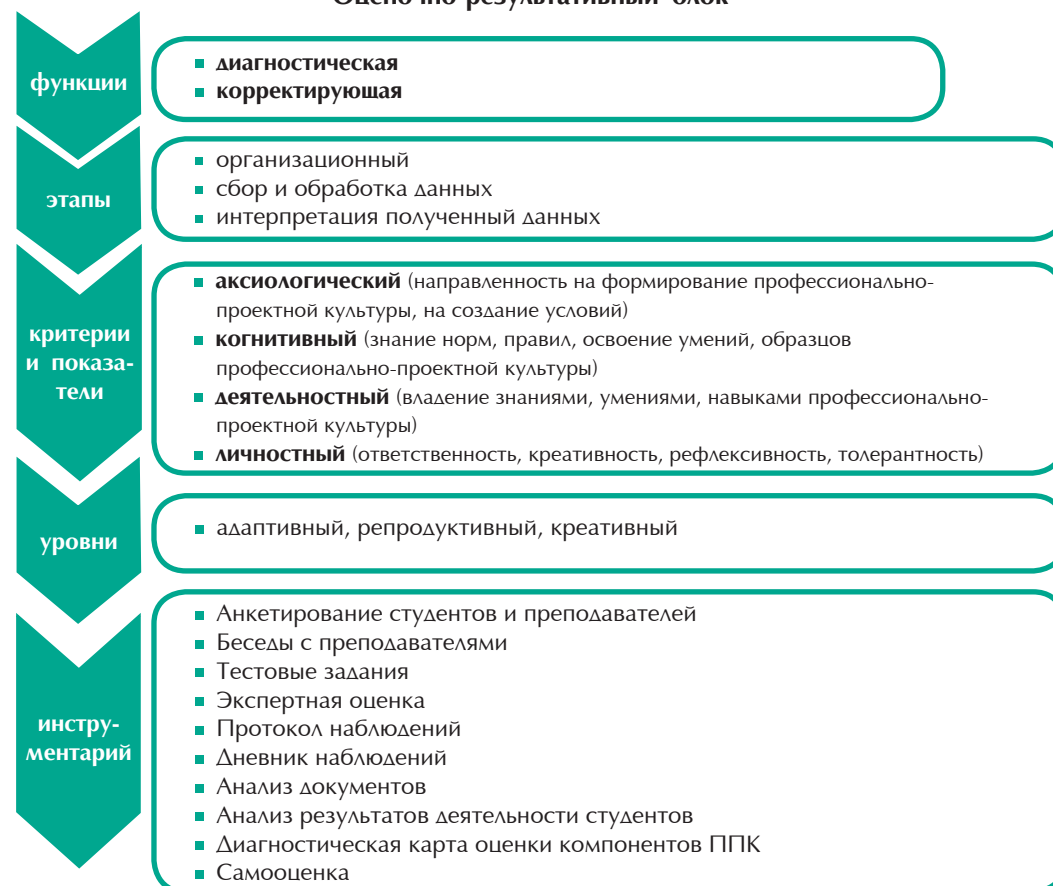 Оценочно-результативный блок
функции
диагностическая
корректирующая
этапы
организационный
сбор и обработка данных
интерпретация полученный данных
критерии
и показа-
тели
аксиологический (направленность на формирование профессионально-
проектной культуры, на создание условий)
когнитивный (знание норм, правил, освоение умений, образцов
профессионально-проектной культуры)
деятельностный (владение знаниями, умениями, навыками профессионально-
проектной культуры)
личностный (ответственность, креативность, рефлексивность, толерантность)
уровни
адаптивный, репродуктивный, креативный
инстру-
ментарий
Анкетирование студентов и преподавателей
Беседы с преподавателями
Тестовые задания
Экспертная оценка
Протокол наблюдений
Дневник наблюдений
Анализ документов
Анализ результатов деятельности студентов
Диагностическая карта оценки компонентов ППК
Самооценка